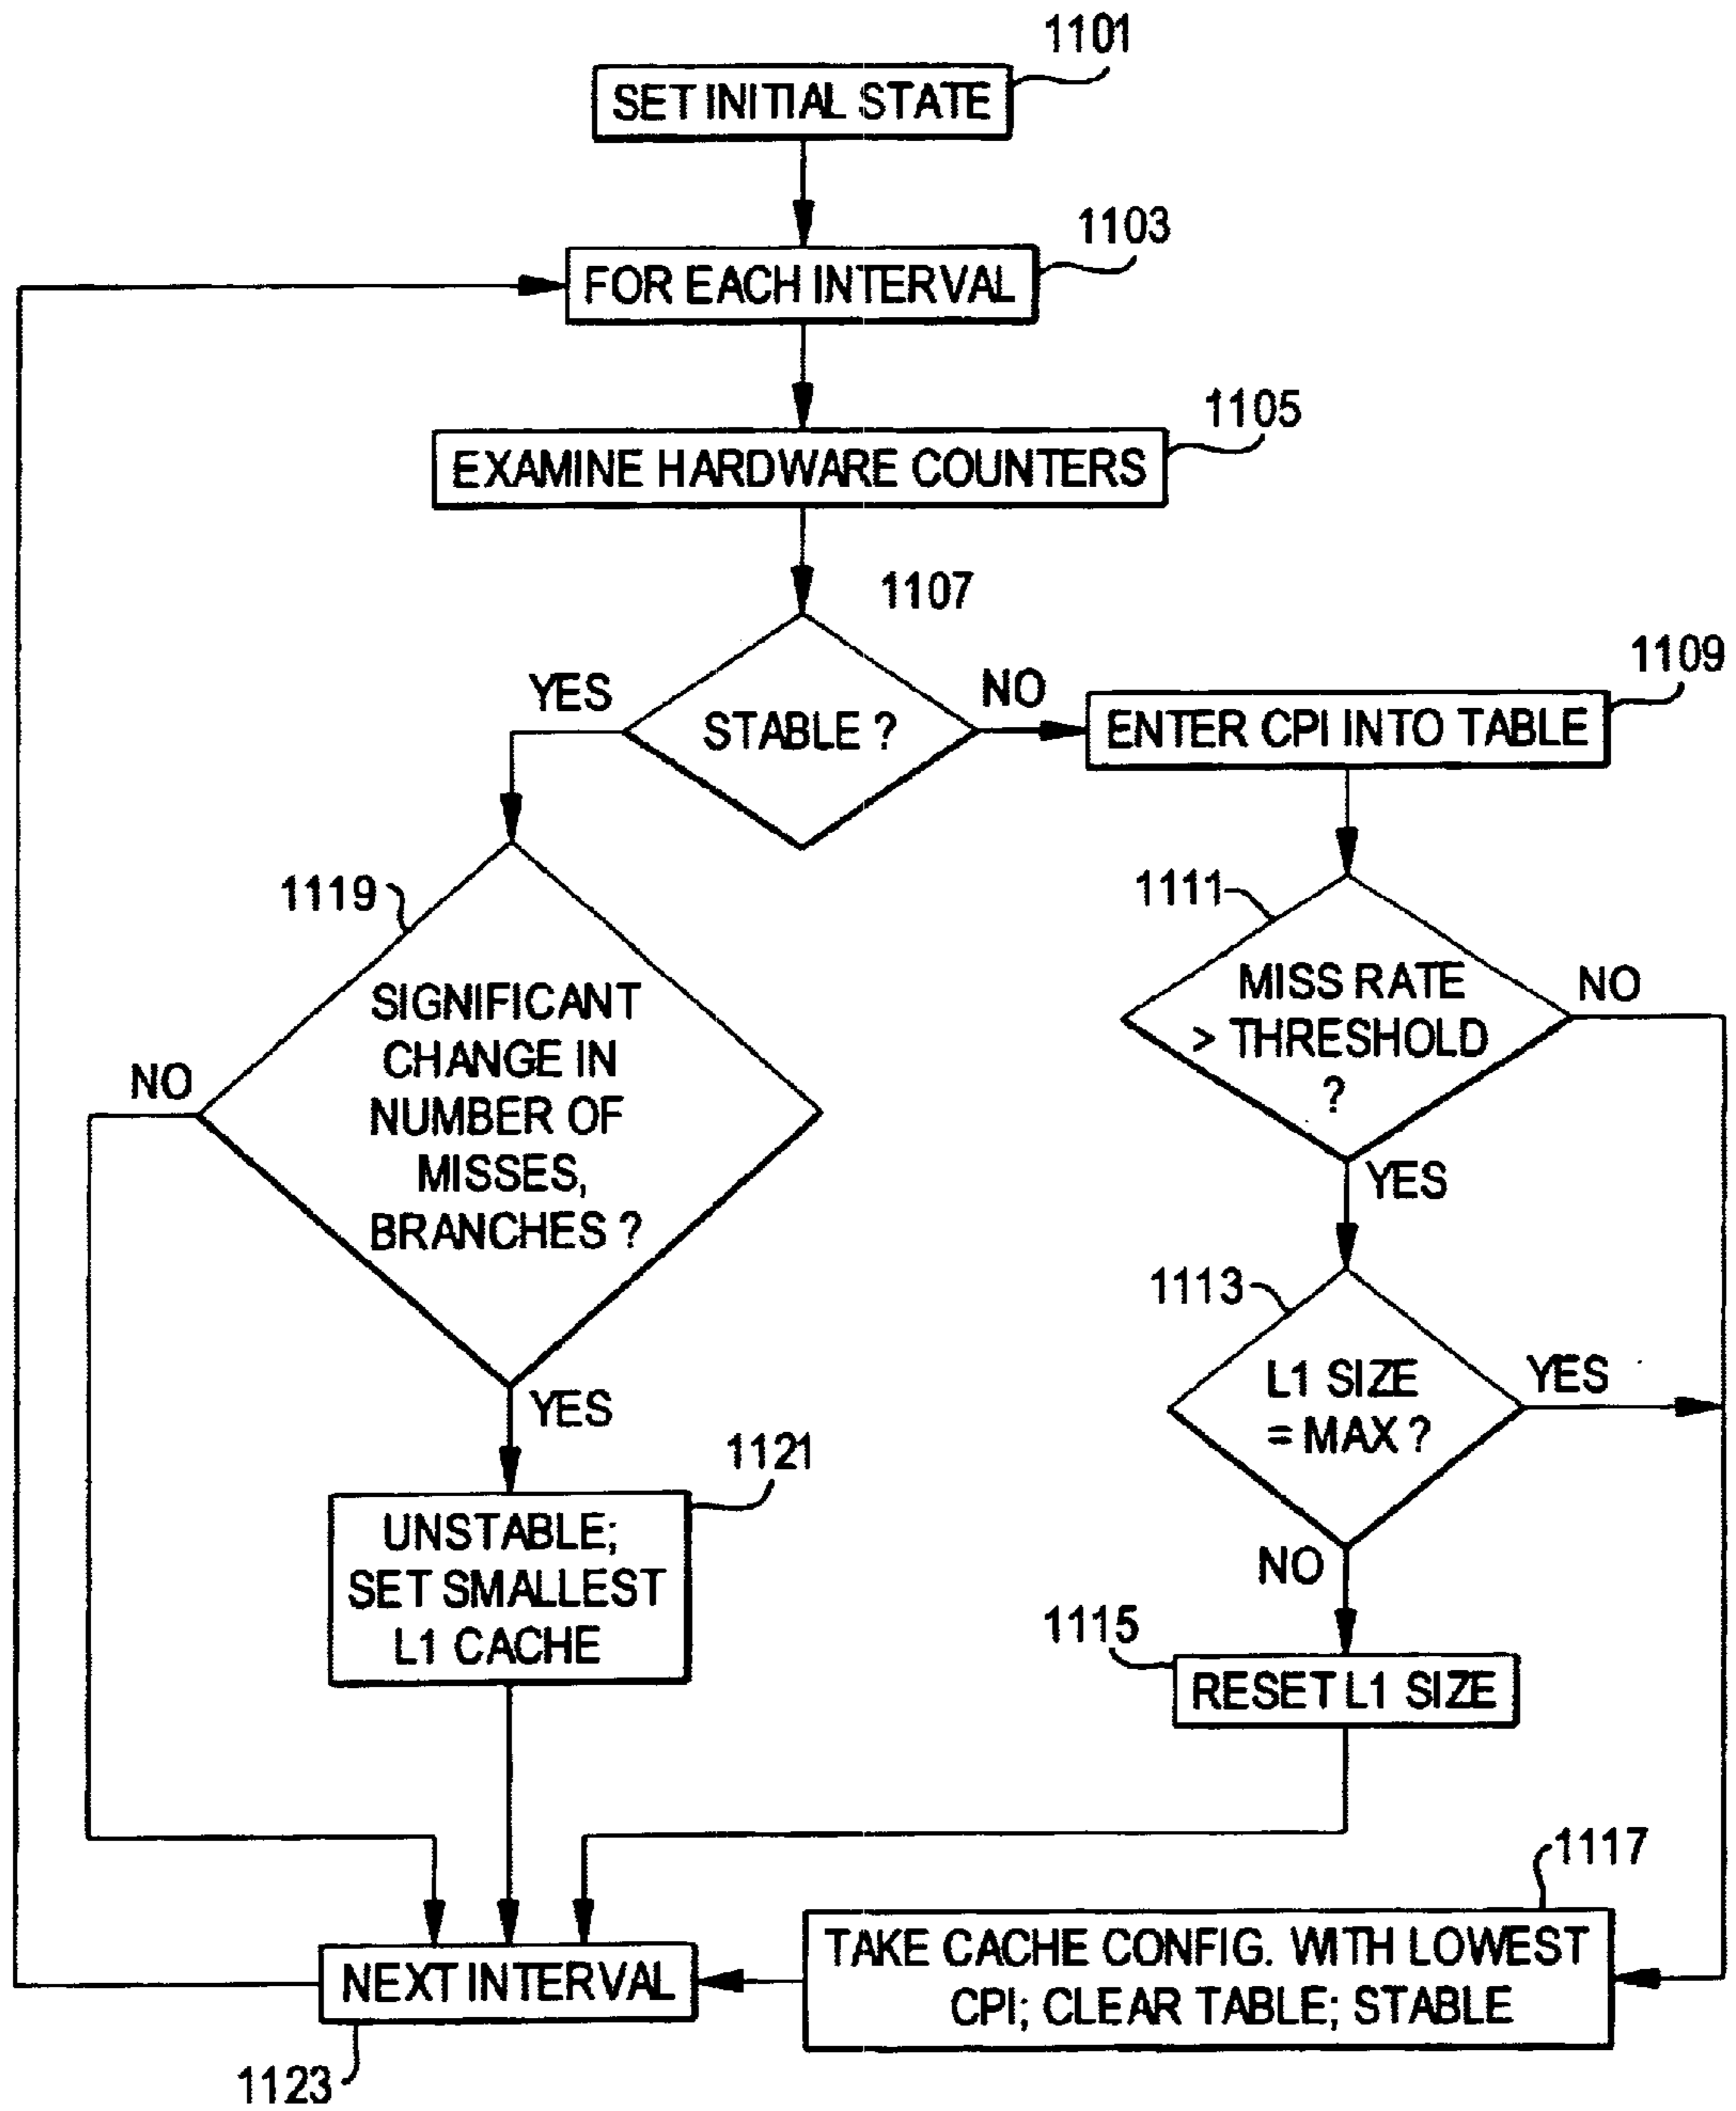 1101
SET INITIAL STATE
1103
FOR EACH INTERVAL
1105
EXAMINE HARDWARE COUNTERS
1107
STABLE ?
YES
NO
1109
ENTER CPI INTO TABLE
1119
SIGNIFICANT
CHANGE IN
NUMBER OF
MISSES,
BRANCHES ?
NO
YES
1111
MISS RATE
> THRESHOLD
?
NO
YES
1113
L1 SIZE
= MAX ?
YES
NO
1121
UNSTABLE;
SET SMALLEST
L1 CACHE
1115
RESET L1 SIZE
1117
TAKE CACHE CONFIG. WITH LOWEST
CPI; CLEAR TABLE; STABLE
NEXT INTERVAL
1123